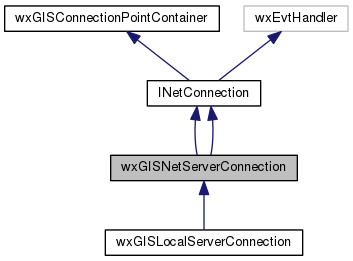 wxGISConnectionPointContainer
wxEvtHandler
INetConnection
wxGISNetServerConnection
wxGISLocalServerConnection